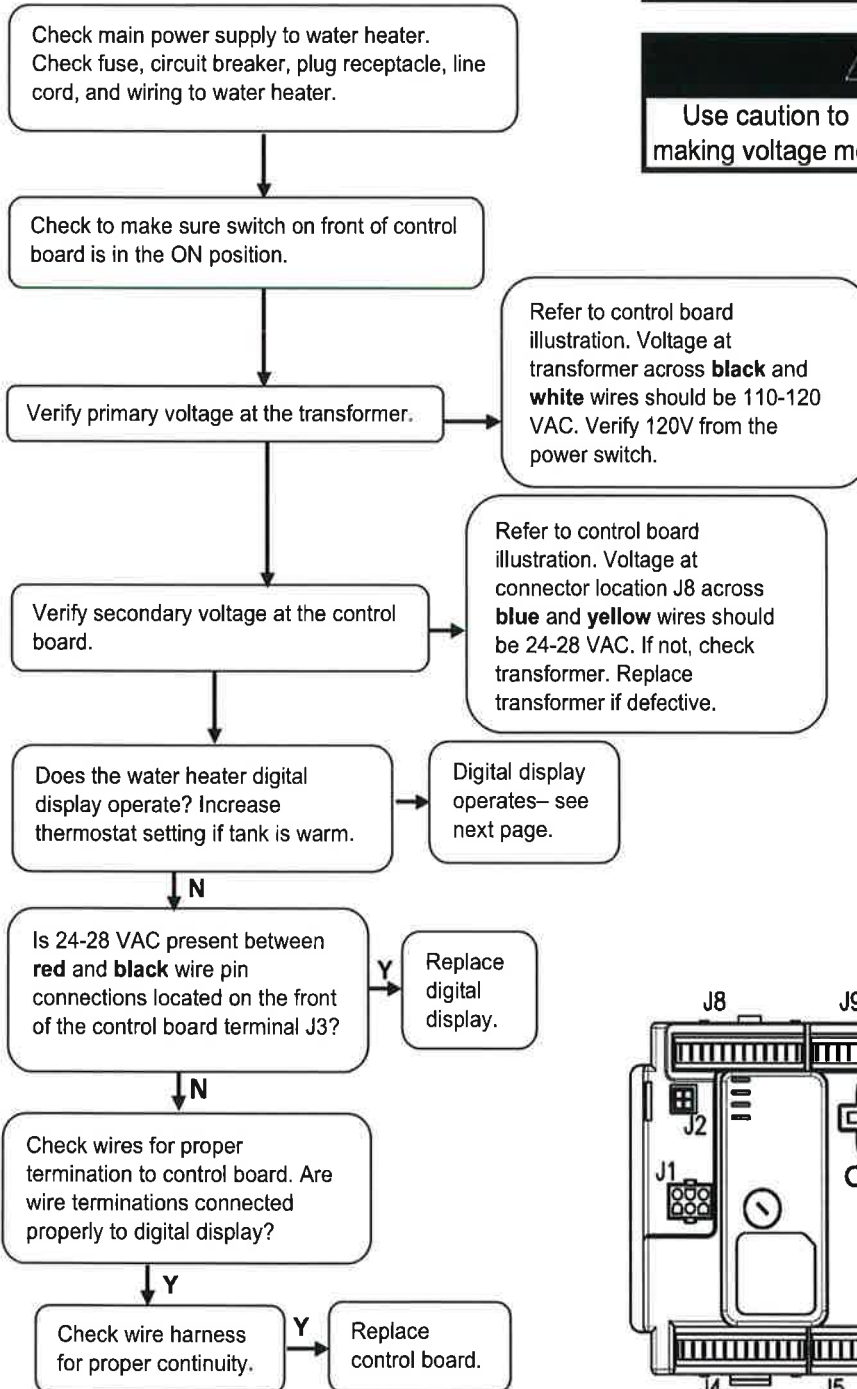 Check main power supply to water heater.
Check fuse, circuit breaker, plug receptacle, line
cord, and wiring to water heater.
Use caution to
making voltage
Check to make sure switch on front of control
board is in the ON position.
Refer to control board
illustration. Voltage at
transformer across black and
white wires should be 110-120
VAC. Verify 120V from the
power switch.
Verify primary voltage at the transformer.
Refer to control board
illustration. Voltage at
connector location J8 across
blue and yellow wires should
be 24-28 VAC. If not, check
transformer. Replace
transformer if defective.
Verify secondary voltage at the control
board.
Does the water heater digital
display operate? Increase
thermostat setting if tank is warm.
Digital display
operates– see
next page.
N
Is 24-28 VAC present between
red and black wire pin
connections located on the front
of the control board terminal J3?
Y
Replace
digital
display.
N
Check wires for proper
termination to control board. Are
wire terminations connected
properly to digital display?
Y
Check wire harness
for proper continuity.
Y
Replace
control board.
J8
J9
J2
J1
J4
J5